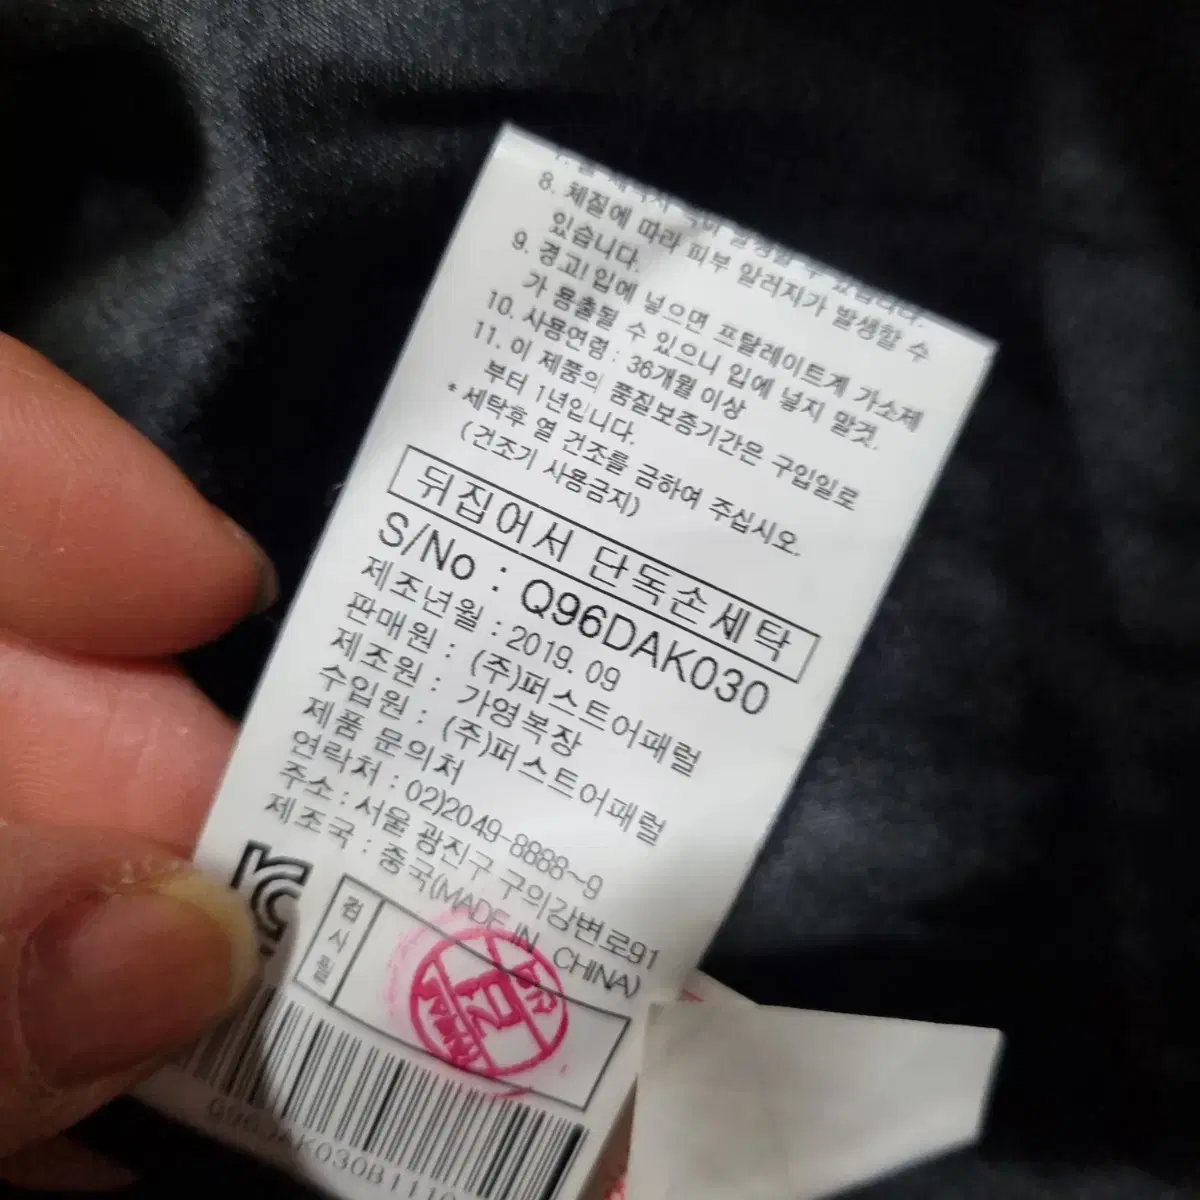 8. 체질에 따라 피부 알러지가 발생할 수
있습니다.
9. 경고! 입에 넣으면 프탈레이트계 가소제
가 용출될 수 있으니 입에 넣지 말것.
10. 사용연령 : 36개월 이상
11. 이 제품의 품질보증기간은 구입일로
부터 1년입니다.
* 세탁후 열 건조를 금하여 주십시오.
(건조기 사용금지)
뒤집어서 단독손세탁
S/No : Q96DAK030
제조년월 : 2019. 09
판매원 : (주)퍼스트어패럴
제조원 : 가영복장
수입원 : (주)퍼스트어패럴
제품 문의처
연락처 : 02)2049-8888~9
주소 : 서울 광진구 구의강변로91
제조국 : 중국(MADE IN CHINA)
검사필
검
Q96DAK030B111